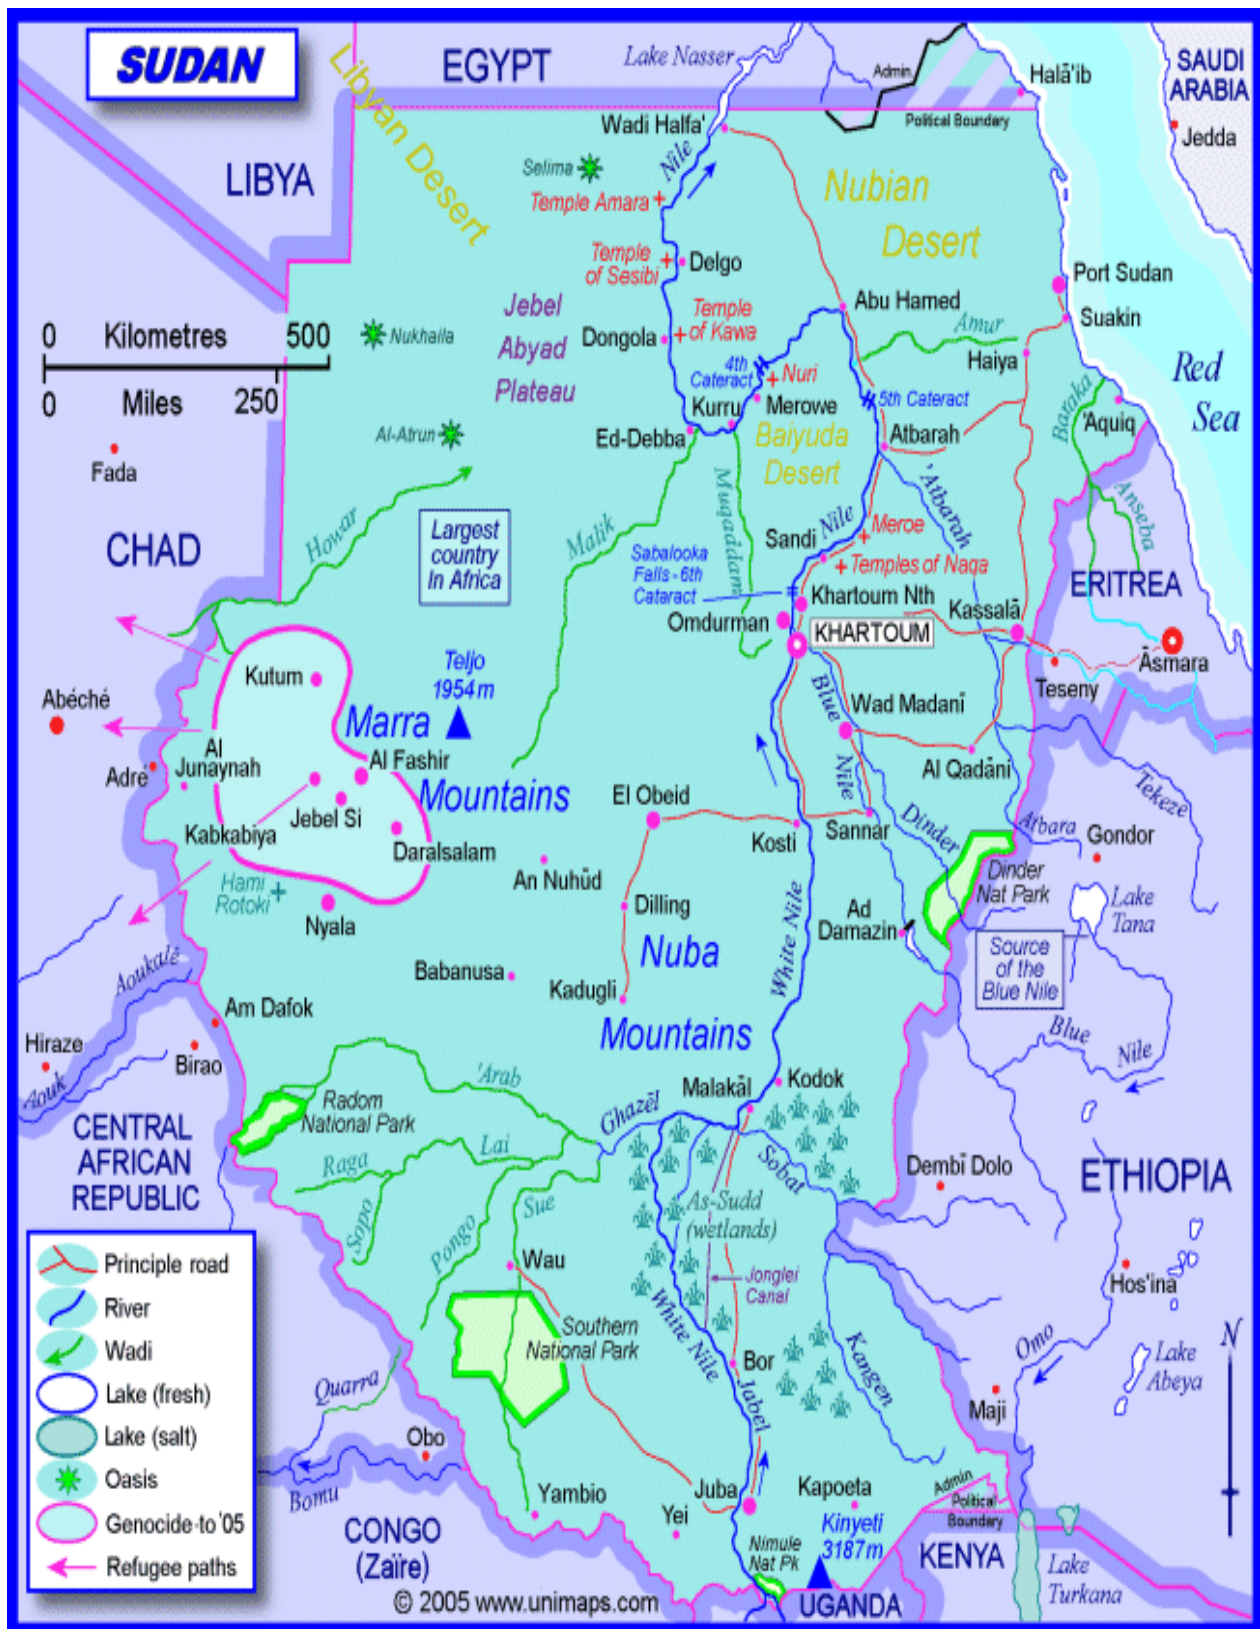 SUDAN
EGYPT
Lake Nasser
Admin.
Halā'ib
SAUDI
ARABIA
Jedda
Political Boundary
Libyan Desert
LIBYA
Wadi Halfa'
Selima
Nile
Temple Amara
Nubian
Desert
Temple
of Sesibi
Delgo
Port Sudan
Suakin
Jebel
Abyad
Plateau
Temple
of Kawa
Dongola
Abu Hamed
Amur
Haiya
0 Kilometres 500
0 Miles 250
Nukhaila
4th
Cateract
Nuri
Kurru
Merowe
5th Cateract
Red
Sea
Baraka
'Aquiq
Al-Atrun
Ed-Debba
Baiyuda
Desert
Atbarah
Fada
CHAD
Howar
Largest
country
In Africa
Malik
Muqaddam
'Atbarah
Anseba
Sandi
Nile
Meroe
Temples of Naqa
Sabalooka
Falls-6th
Cateract
Khartoum Nth
Omdurman
KHARTOUM
Kassalā
ERITREA
Āsmara
Teseny
Kutum
Teljo
1954m
Abéché
Marra
Mountains
Al
Junaynah
Al Fashir
Adre'
Blue
Nile
Wad Madanī
Al Qadāni
Tekeze
Kabkabiya
Jebel Si
Daralsalam
El Obeid
Kosti
Sannar
Dinder
Atbara
Gondor
Dinder
Nat Park
Lake
Tana
Hami
Rotoki
Nyala
An Nuhūd
Dilling
Ad
Damazin
Source
of the
Blue Nile
Nuba
Mountains
White Nile
Babanusa
Kadugli
Aoukalé
Am Dafok
Hiraze
Birao
Aouk
Blue
Nile
'Arab
Malakāl
Kodok
Ghazēl
Radom
National Park
CENTRAL
AFRICAN
REPUBLIC
Raga
Lai
Sopo
Pongo
Sue
Sobat
Dembī Dolo
ETHIOPIA
As-Sudd
(wetlands)
Wau
Jonglei
Canal
Hos'ina
Southern
National Park
White Nile
Bor
Jabel
Kangen
Omo
Lake
Abeya
N
Maji
Quarra
Obo
Bomu
Principle road
River
Wadi
Lake (fresh)
Lake (salt)
Oasis
Genocide-to '05
Refugee paths
CONGO
(Zaïre)
Yambio
Yei
Juba
Kapoeta
Kinyeti
3187m
Nimule
Nat Pk
Admin
Political
Boundary
KENYA
UGANDA
Lake
Turkana
© 2005 www.unimaps.com